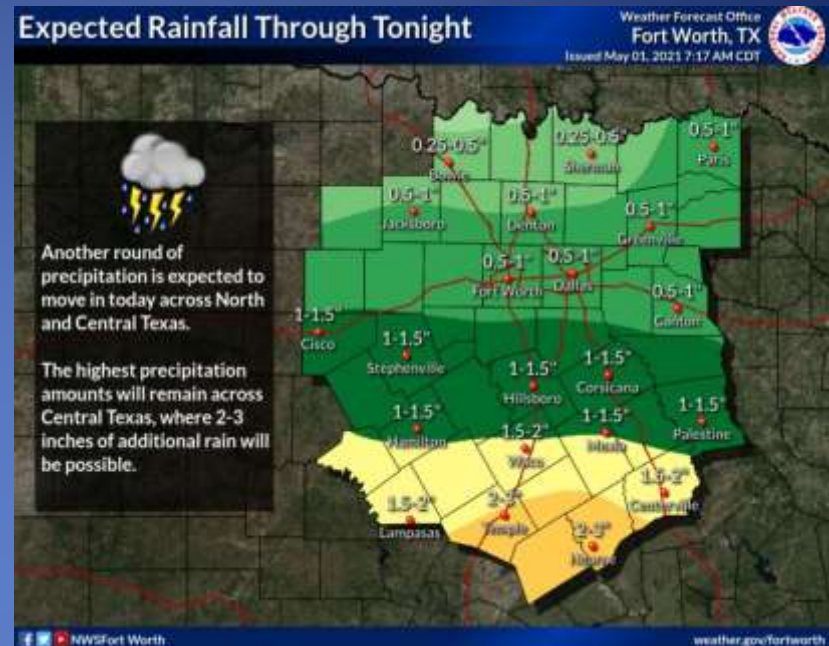 Expected Rainfall Through Tonight
Weather Forecast Office
Fort Worth, TX
Issued May 01, 2021 7:17 AM CDT
Another round of
precipitation is expected to
move in today across North
and Central Texas.
The highest precipitation
amounts will remain across
Central Texas, where 2-3
inches of additional rain will
be possible.
0.25-0.5"
Bowie
0.25-0.5"
Sherman
0.5-1"
Paris
0.5-1"
Jacksboro
0.5-1"
Denton
0.5-1"
Greenville
0.5-1"
Fort Worth
0.5-1"
Dallas
0.5-1"
Canton
1-1.5"
Cisco
1-1.5"
Stephenville
1-1.5"
Hillsboro
1-1.5"
Corsicana
1-1.5"
Hamilton
1.5-2"
Waco
1-1.5"
Mexia
1-1.5"
Palestine
1.5-2"
Lampasas
2-3"
Temple
1.5-2"
Centerville
2-3"
Hearne
NWSFort Worth
weather.gov/fortworth